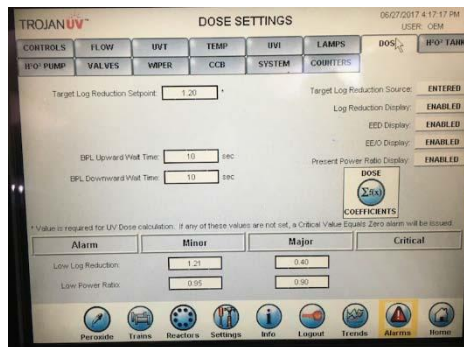 TROJANUV™ DOSE SETTINGS 06/27/2017 4:17:17 PM
USER: OEM
CONTROLS FLOW UVT TEMP UVI LAMPS DOSE H²O² TANK
H²O² PUMP VALVES WIPER CCB SYSTEM COUNTERS
Target Log Reduction Setpoint: 1.20 * Target Log Reduction Source: ENTERED
Log Reduction Display: ENABLED
EED Display: ENABLED
EE/O Display: ENABLED
BPL Upward Wait Time: 10 sec Present Power Ratio Display: ENABLED
BPL Downward Wait Time: 10 sec
DOSE
Σf(x)
COEFFICIENTS
* Value is required for UV Dose calculation. If any of these values are not set, a Critical Value Equals Zero alarm will be issued.
Alarm Minor Major Critical
Low Log Reduction: 1.21 0.40
Low Power Ratio: 0.95 0.90
Peroxide Trains Reactors Settings Info Logout Trends Alarms Home